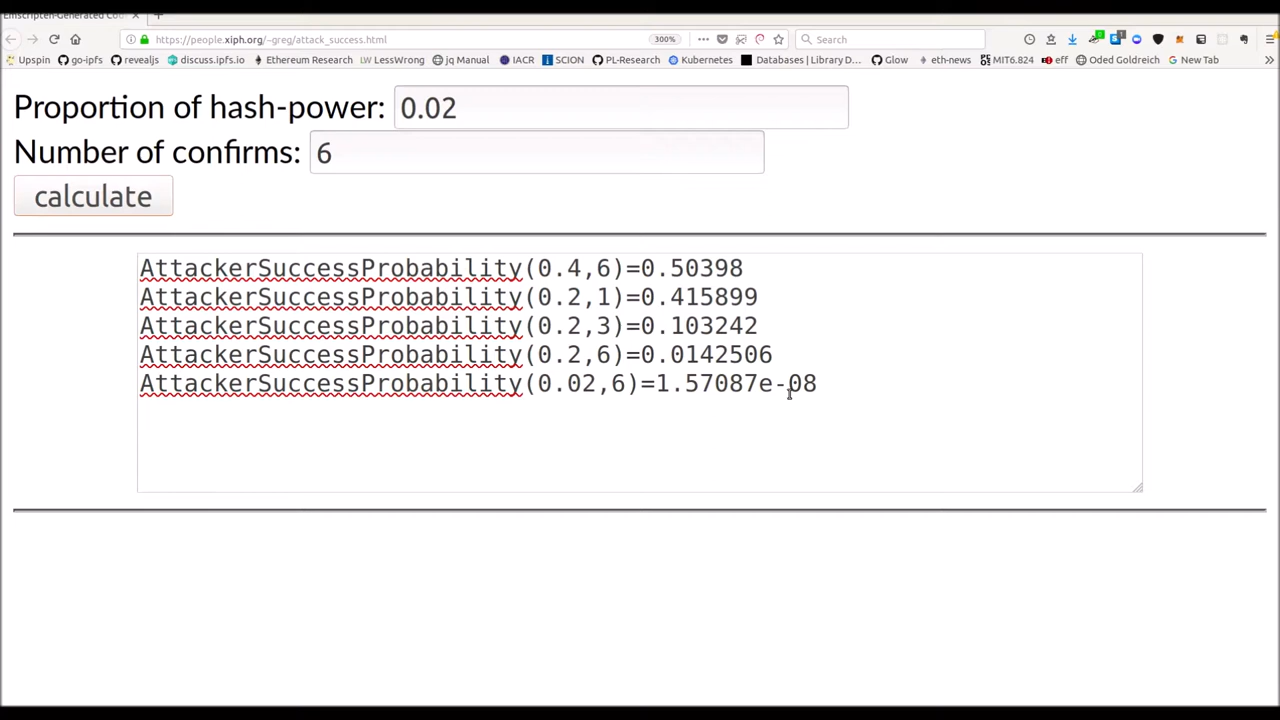 Emscripten-Generated Code
https://people.xiph.org/~greg/attack_success.html 300% Search
Upspin go-ipfs revealjs discuss.ipfs.io Ethereum Research LW LessWrong jq Manual IACR SCION PL-Research Kubernetes Databases | Library D... Glow eth-news MIT6.824 eff Oded Goldreich New Tab
Proportion of hash-power: 0.02
Number of confirms: 6
calculate
AttackerSuccessProbability(0.4,6)=0.50398
AttackerSuccessProbability(0.2,1)=0.415899
AttackerSuccessProbability(0.2,3)=0.103242
AttackerSuccessProbability(0.2,6)=0.0142506
AttackerSuccessProbability(0.02,6)=1.57087e-08